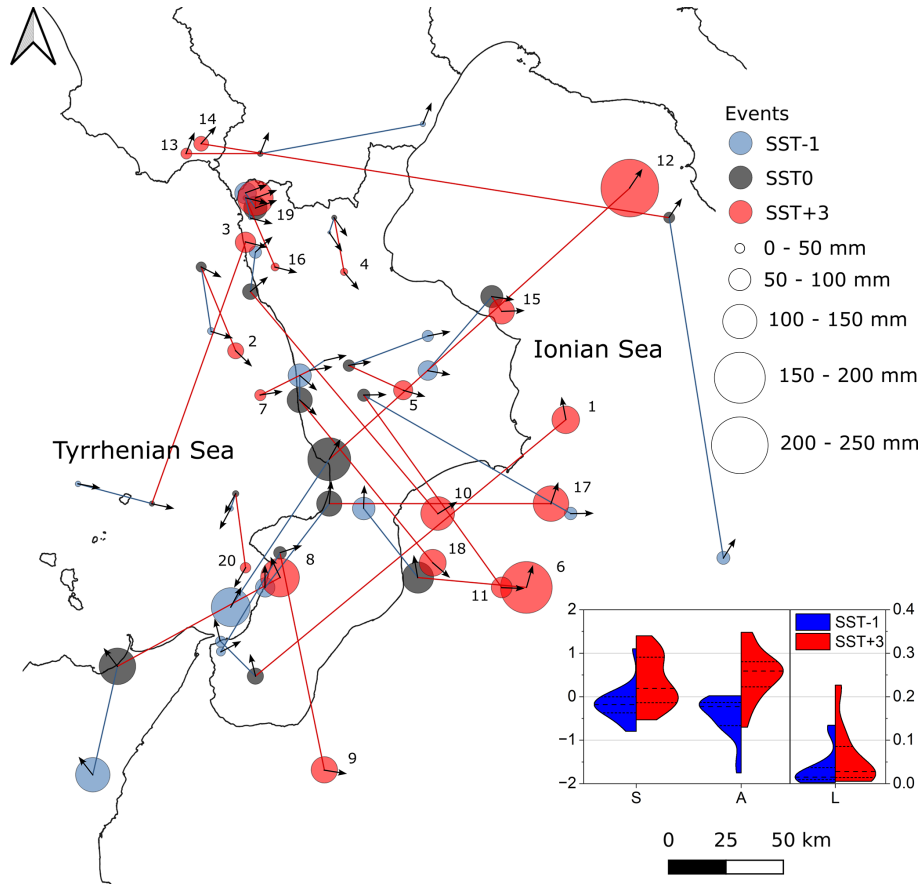 14
13
Events
SST-1
12
SST0
SST+3
19
3
0 - 50 mm
16
4
50 - 100 mm
15
100 - 150 mm
2
Ionian Sea
150 - 200 mm
7
5
1
Tyrrhenian Sea
200 - 250 mm
10
17
18
20
8
6
11
2
1
0
−1
−2
SST-1
SST+3
0.4
0.3
0.2
0.1
0.0
S
A
L
9
0
25
50 km